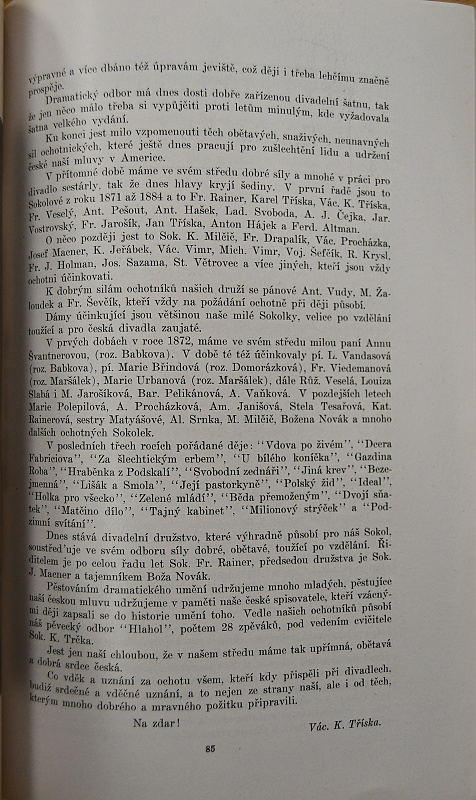 výpravné a více dbáno též úpravám jeviště, což ději i třeba lehčímu značně
prospěje.
Dramatický odbor má dnes dosti dobře zařízenou divadelní šatnu, tak
že jen něco málo třeba si vypůjčiti proti letům minulým, kde vyžadovala
šatna velkého vydání.
Ku konci jest milo vzpomenouti těch obětavých, snaživých, neunavných
sil ochotnických, které ještě dnes pracují pro zušlechtění lidu a udržení
české naší mluvy v Americe.
V přítomné době máme ve svém středu dobré síly a mnohé v práci pro
divadlo sestárly, tak že dnes hlavy kryjí šediny. V první řadě jsou to
Sokolové z roku 1871 až 1884 a to Fr. Rainer, Karel Tříska, Vác. K. Tříska,
Fr. Veselý, Ant. Pešout, Ant. Hašek, Lad. Svoboda, A. J. Čejka, Jar.
Vostrovský, Fr. Jarošík, Jan Tříska, Anton Hájek a Ferd. Altman.
O něco později jest to Sok. K. Milčič, Fr. Drapalík, Vác. Procházka,
Josef Macner, K. Jeřábek, Vác. Vimr, Mich. Vimr, Voj. Šefčík, R. Krysl,
Fr. J. Holman, Jos. Sazama, St. Větrovec a více jiných, kteří jsou vždy
ochotni účinkovati.
K dobrým silám ochotníků našich druží se pánové Ant. Vudy, M. Ža-
loudek a Fr. Ševčík, kteří vždy na požádání ochotně při ději působí.
Dámy účinkující jsou většinou naše milé Sokolky, velice po vzdělání
toužící a pro česká divadla zaujaté.
V prvých dobách v roce 1872, máme ve svém středu milou paní Annu
Švantnerovou, (roz. Babkova). V době té též účinkovaly pí. L. Vandasová
(roz. Babkova), pí. Marie Břindová (roz. Domorázková), Fr. Viedemanová
(roz. Maršálek), Marie Urbanová (roz. Maršálek), dále Růž. Veselá, Louiza
Slabá i M. Jarošíková, Bar. Pelikánová, A. Vaňková. V pozdejších letech
Marie Polepilová, A. Procházková, Am. Janišová, Stela Tesařová, Kat.
Rainerová, sestry Matyášové, Al. Srnka, M. Milčič, Božena Novák a mnoho
dalších ochotných Sokolek.
V posledních třech rocích pořádané děje: “Vdova po živém”, “Dcera
Fabriciova”, “Za šlechtickým erbem”, “U bílého koníčka”, “Gazdina
Roba”, “Hraběnka z Podskalí”, “Svobodní zednáři”, “Jiná krev”, “Beze-
jmenná”, “Lišák a Smola”, “Její pastorkyně”, “Polský žid”, “Ideal”,
“Holka pro všecko”, “Zelené mládí”, “Běda přemoženým”, “Dvojí sňa-
tek”, “Matěino dílo”, “Tajný kabinet”, “Milionový strýček” a “Pod-
zimní svítání”.
Dnes stává divadelní družstvo, které výhradně působí pro náš Sokol,
soustřeďuje ve svém odboru síly dobré, obětavé, toužící po vzdělání. Ři-
ditelem je po celou řadu let Sok. Fr. Rainer, předsedou družstva je Sok.
J. Macner a tajemníkem Boža Novák.
Pěstováním dramatického umění udržujeme mnoho mladých, pěstujíce
naši českou mluvu udržujeme v paměti naše české spisovatele, kteří vzácný-
mi ději zapsali se do historie umění toho. Vedle našich ochotníků působí
náš pěvecký odbor “Hlahol”, počtem 28 zpěváků, pod vedením cvičitele
Sok. K. Trčka.
Jest jen naší chloubou, že v našem středu máme tak upřímná, obětavá
a dobrá srdce česká.
Co vděk a uznání za ochotu všem, kteří kdy přispěli při divadlech,
budiž srdečné a vděčné uznání, a to nejen ze strany naší, ale i od těch,
kterým mnoho dobrého a mravného požitku připravili.
Na zdar!
Vác. K. Tříska.
85